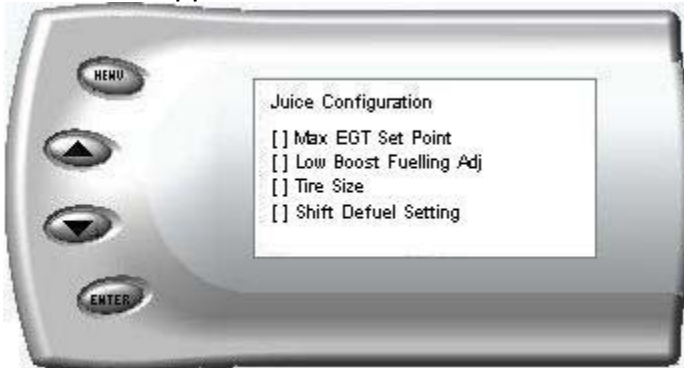 MENU
Juice Configuration
[ ] Max EGT Set Point
[ ] Low Boost Fuelling Adj
[ ] Tire Size
[ ] Shift Defuel Setting
ENTER